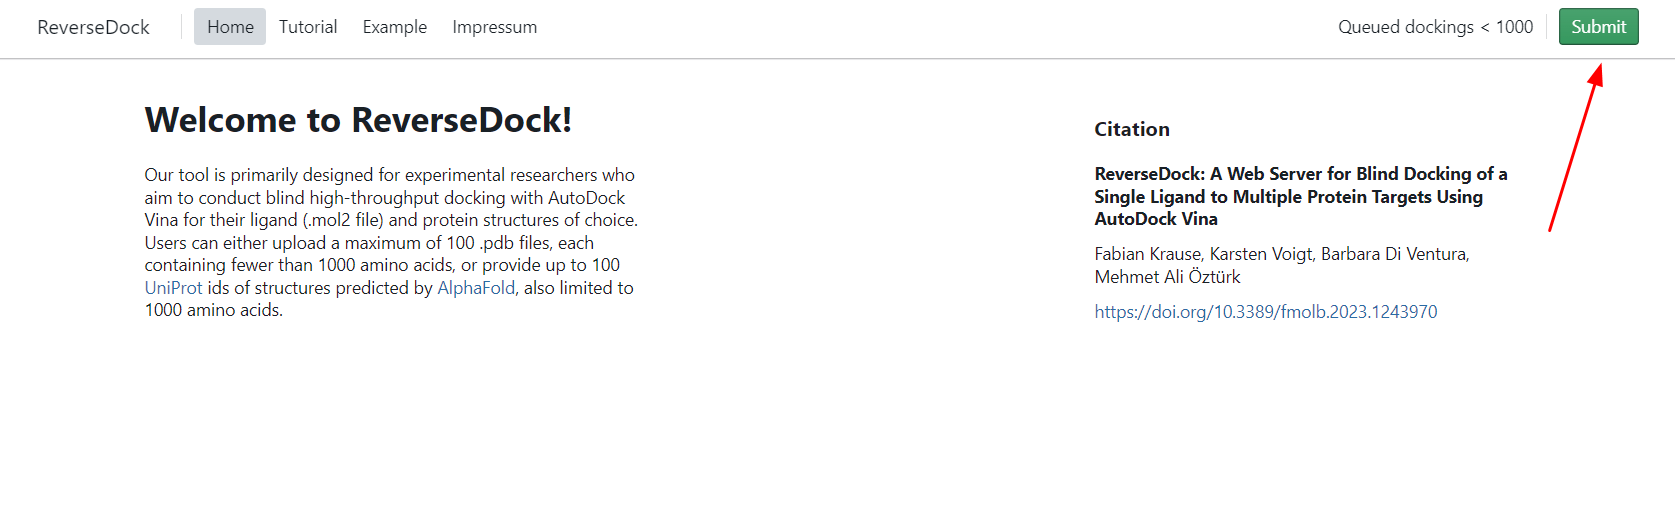 ReverseDock Home Tutorial Example Impressum Queued dockings < 1000 Submit
Welcome to ReverseDock!
Our tool is primarily designed for experimental researchers who
aim to conduct blind high-throughput docking with AutoDock
Vina for their ligand (.mol2 file) and protein structures of choice.
Users can either upload a maximum of 100 .pdb files, each
containing fewer than 1000 amino acids, or provide up to 100
UniProt ids of structures predicted by AlphaFold, also limited to
1000 amino acids.
Citation
ReverseDock: A Web Server for Blind Docking of a
Single Ligand to Multiple Protein Targets Using
AutoDock Vina
Fabian Krause, Karsten Voigt, Barbara Di Ventura,
Mehmet Ali Öztürk
https://doi.org/10.3389/fmolb.2023.1243970